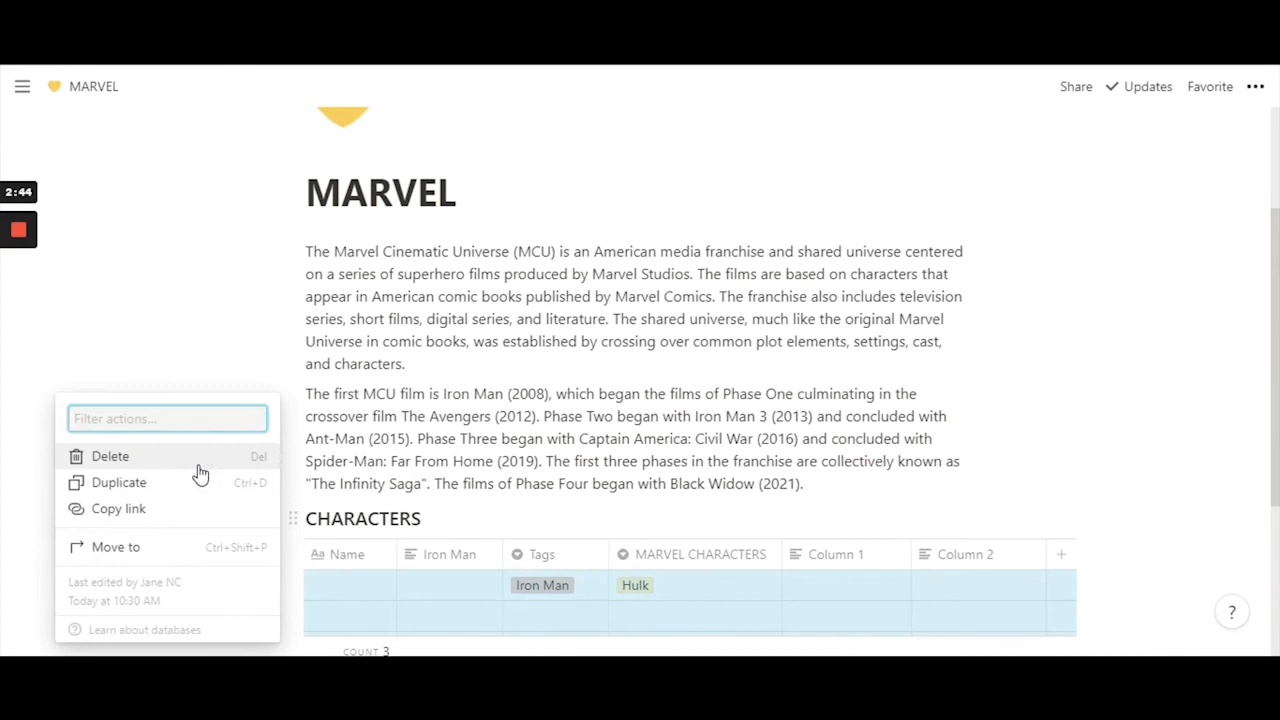 MARVEL
Share
Updates
Favorite
2:44
MARVEL
The Marvel Cinematic Universe (MCU) is an American media franchise and shared universe centered
on a series of superhero films produced by Marvel Studios. The films are based on characters that
appear in American comic books published by Marvel Comics. The franchise also includes television
series, short films, digital series, and literature. The shared universe, much like the original Marvel
Universe in comic books, was established by crossing over common plot elements, settings, cast,
and characters.
The first MCU film is Iron Man (2008), which began the films of Phase One culminating in the
crossover film The Avengers (2012). Phase Two began with Iron Man 3 (2013) and concluded with
Ant-Man (2015). Phase Three began with Captain America: Civil War (2016) and concluded with
Spider-Man: Far From Home (2019). The first three phases in the franchise are collectively known as
"The Infinity Saga". The films of Phase Four began with Black Widow (2021).
Filter actions...
Delete Del
Duplicate Ctrl+D
Copy link
Move to Ctrl+Shift+P
Last edited by Jane NC
Today at 10:30 AM
Learn about databases
CHARACTERS
Aa Name Iron Man Tags MARVEL CHARACTERS Column 1 Column 2 +
Iron Man Hulk
COUNT 3
?